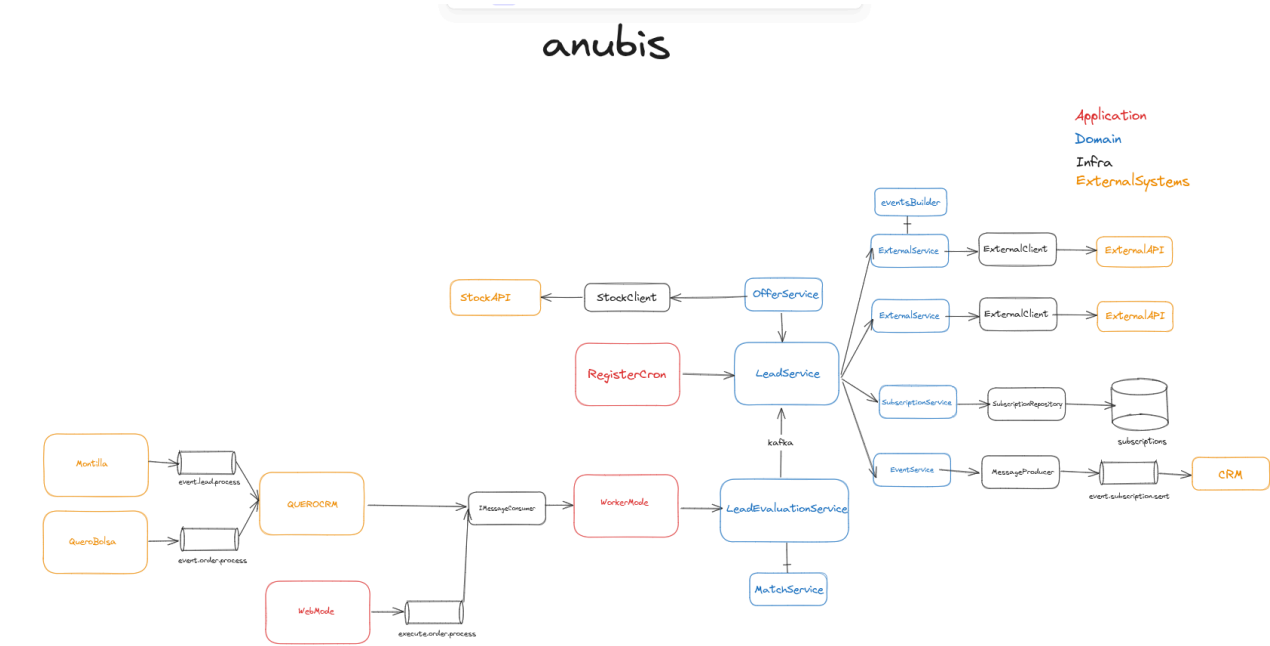 anubis
Application
Domain
Infra
ExternalSystems
eventsBuilder
ExternalService
ExternalClient
ExternalAPI
StockAPI
StockClient
OfferService
ExternalService
ExternalClient
ExternalAPI
RegisterCron
LeadService
SubscriptionService
SubscriptionRepository
subscriptions
kafka
Montilla
event.lead.process
EventService
MessageProducer
event.subscription.sent
CRM
QUEROCRM
IMessageConsumer
WorkerMode
LeadEvaluationService
QueroBolsa
event.order.process
MatchService
WebMode
execute.order.process